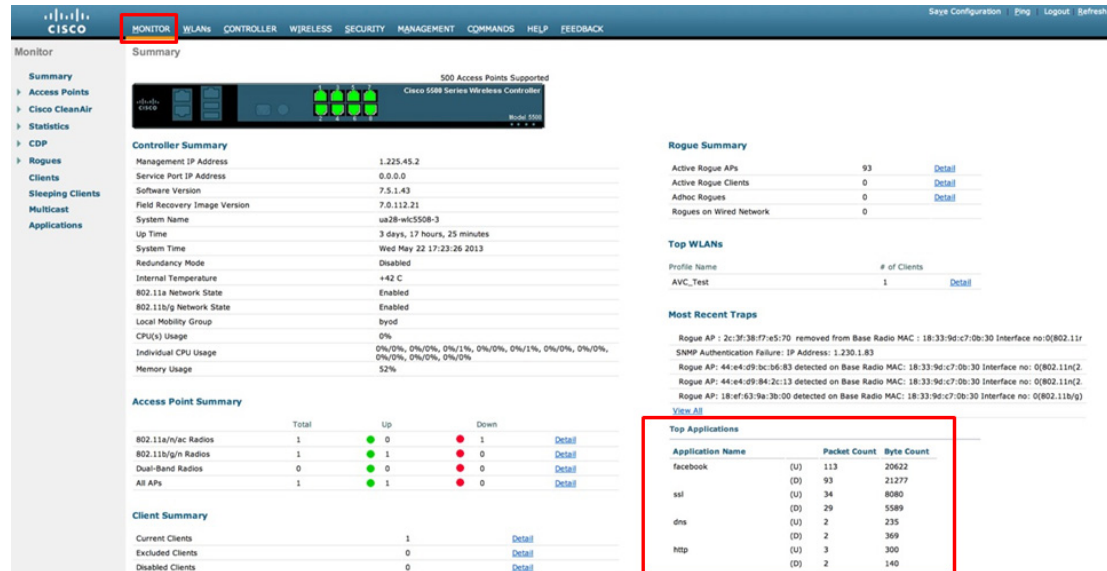 Save Configuration | Ping | Logout | Refresh
CISCO
MONITOR WLANs CONTROLLER WIRELESS SECURITY MANAGEMENT COMMANDS HELP FEEDBACK
Monitor
Summary
Access Points
Cisco CleanAir
Statistics
CDP
Rogues
Clients
Sleeping Clients
Multicast
Applications
Summary
500 Access Points Supported
CISCO
1 3 5 7
2 4 6 8
Cisco 5500 Series Wireless Controller
Model 5508
Controller Summary
Management IP Address 1.225.45.2
Service Port IP Address 0.0.0.0
Software Version 7.5.1.43
Field Recovery Image Version 7.0.112.21
System Name ua28-wlc5508-3
Up Time 3 days, 17 hours, 25 minutes
System Time Wed May 22 17:23:26 2013
Redundancy Mode Disabled
Internal Temperature +42 C
802.11a Network State Enabled
802.11b/g Network State Enabled
Local Mobility Group byod
CPU(s) Usage 0%
Individual CPU Usage 0%/0%, 0%/0%, 0%/1%, 0%/0%, 0%/1%, 0%/0%, 0%/0%,
0%/0%, 0%/0%, 0%/0%
Memory Usage 52%
Access Point Summary
Total Up Down
802.11a/n/ac Radios 1 0 1 Detail
802.11b/g/n Radios 1 1 0 Detail
Dual-Band Radios 0 0 0 Detail
All APs 1 1 0 Detail
Client Summary
Current Clients 1 Detail
Excluded Clients 0 Detail
Disabled Clients 0 Detail
Rogue Summary
Active Rogue APs 93 Detail
Active Rogue Clients 0 Detail
Adhoc Rogues 0 Detail
Rogues on Wired Network 0
Top WLANs
Profile Name # of Clients
AVC_Test 1 Detail
Most Recent Traps
Rogue AP : 2c:3f:38:f7:e5:70 removed from Base Radio MAC : 18:33:9d:c7:0b:30 Interface no:0(802.11r
SNMP Authentication Failure: IP Address: 1.230.1.83
Rogue AP: 44:e4:d9:bc:b6:83 detected on Base Radio MAC: 18:33:9d:c7:0b:30 Interface no: 0(802.11n(2.
Rogue AP: 44:e4:d9:84:2c:13 detected on Base Radio MAC: 18:33:9d:c7:0b:30 Interface no: 0(802.11n(2.
Rogue AP: 18:ef:63:9a:3b:00 detected on Base Radio MAC: 18:33:9d:c7:0b:30 Interface no: 0(802.11b/g)
View All
Top Applications
Application Name Packet Count Byte Count
facebook (U) 113 20622
(D) 93 21277
ssl (U) 34 8080
(D) 29 5589
dns (U) 2 235
(D) 2 369
http (U) 3 300
(D) 2 140